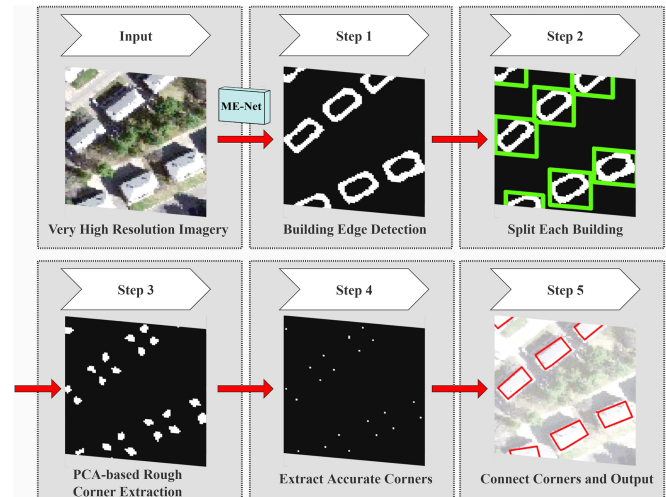 Input
Step 1
Step 2
ME-Net
Very High Resolution Imagery
Building Edge Detection
Split Each Building
Step 3
Step 4
Step 5
PCA-based Rough
Corner Extraction
Extract Accurate Corners
Connect Corners and Output